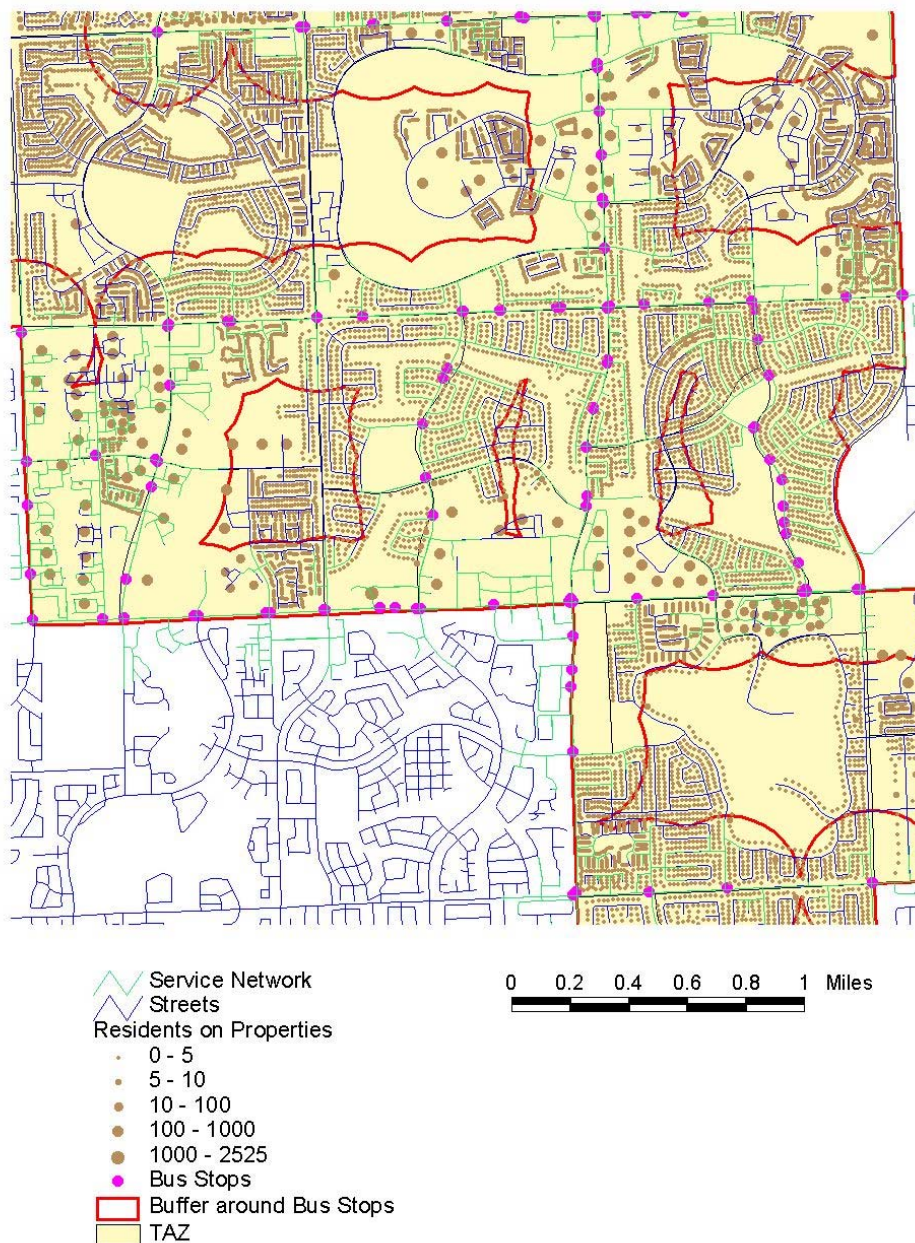 0 0.2 0.4 0.6 0.8 1 Miles
Service Network
Streets
Residents on Properties
0 - 5
5 - 10
10 - 100
100 - 1000
1000 - 2525
Bus Stops
Buffer around Bus Stops
TAZ